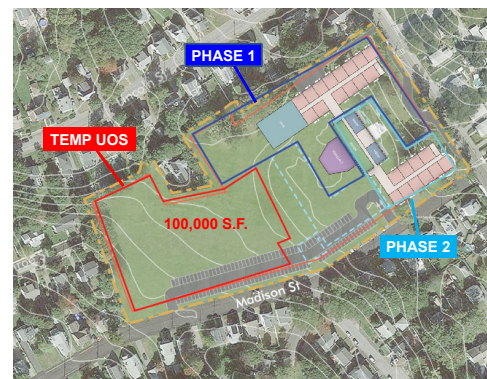 PHASE 1
TEMP UOS
100,000 S.F.
PHASE 2
Madison St